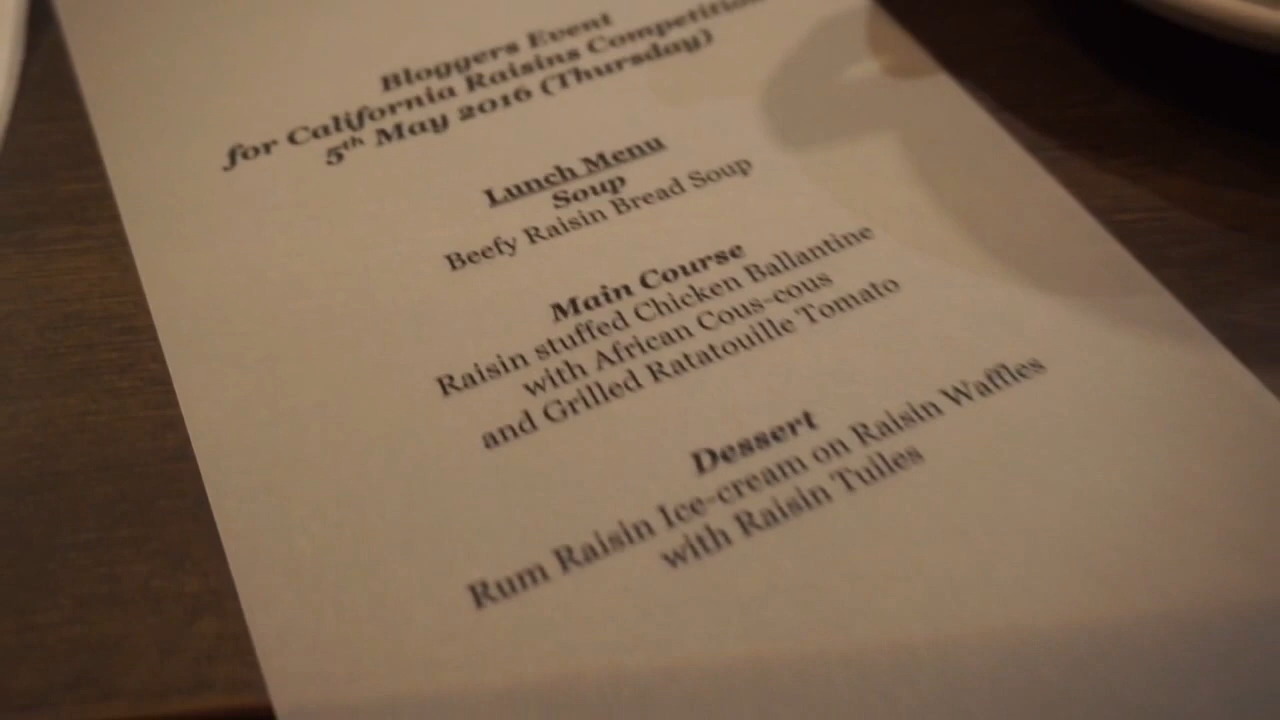 Bloggers Event
for California Raisins Competition
5th May 2016 (Thursday)
Lunch Menu
Soup
Beefy Raisin Bread Soup
Main Course
Raisin stuffed Chicken Ballantine
with African Cous-cous
and Grilled Ratatouille Tomato
Dessert
Rum Raisin Ice-cream on Raisin Waffles
with Raisin Tuiles